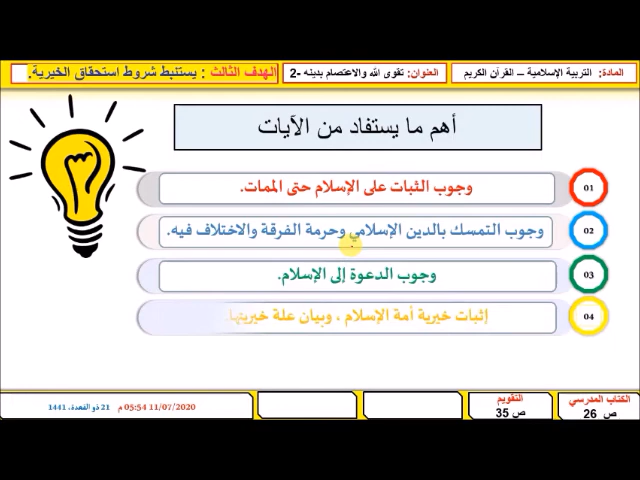 المادة: التربية الإسلامية – القرآن الكريم
العنوان: تقوى الله والاعتصام بدينه -2
الهدف الثالث : يستنبط شروط استحقاق الخيرية.
أهم ما يستفاد من الآيات
01 وجوب الثبات على الإسلام حتى الممات.
02 وجوب التمسك بالدين الإسلامي وحرمة الفرقة والاختلاف فيه.
03 وجوب الدعوة إلى الإسلام.
04 إثبات خيرية أمة الإسلام ، وبيان علة خيريتها.
الكتاب المدرسي
ص 26
التقويم
ص 35
11/07/2020 05:54 م
21 ذو القعدة، 1441